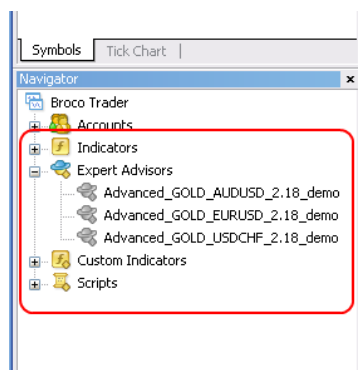 Symbols Tick Chart
Navigator
Broco Trader
Accounts
Indicators
Expert Advisors
Advanced_GOLD_AUDUSD_2.18_demo
Advanced_GOLD_EURUSD_2.18_demo
Advanced_GOLD_USDCHF_2.18_demo
Custom Indicators
Scripts